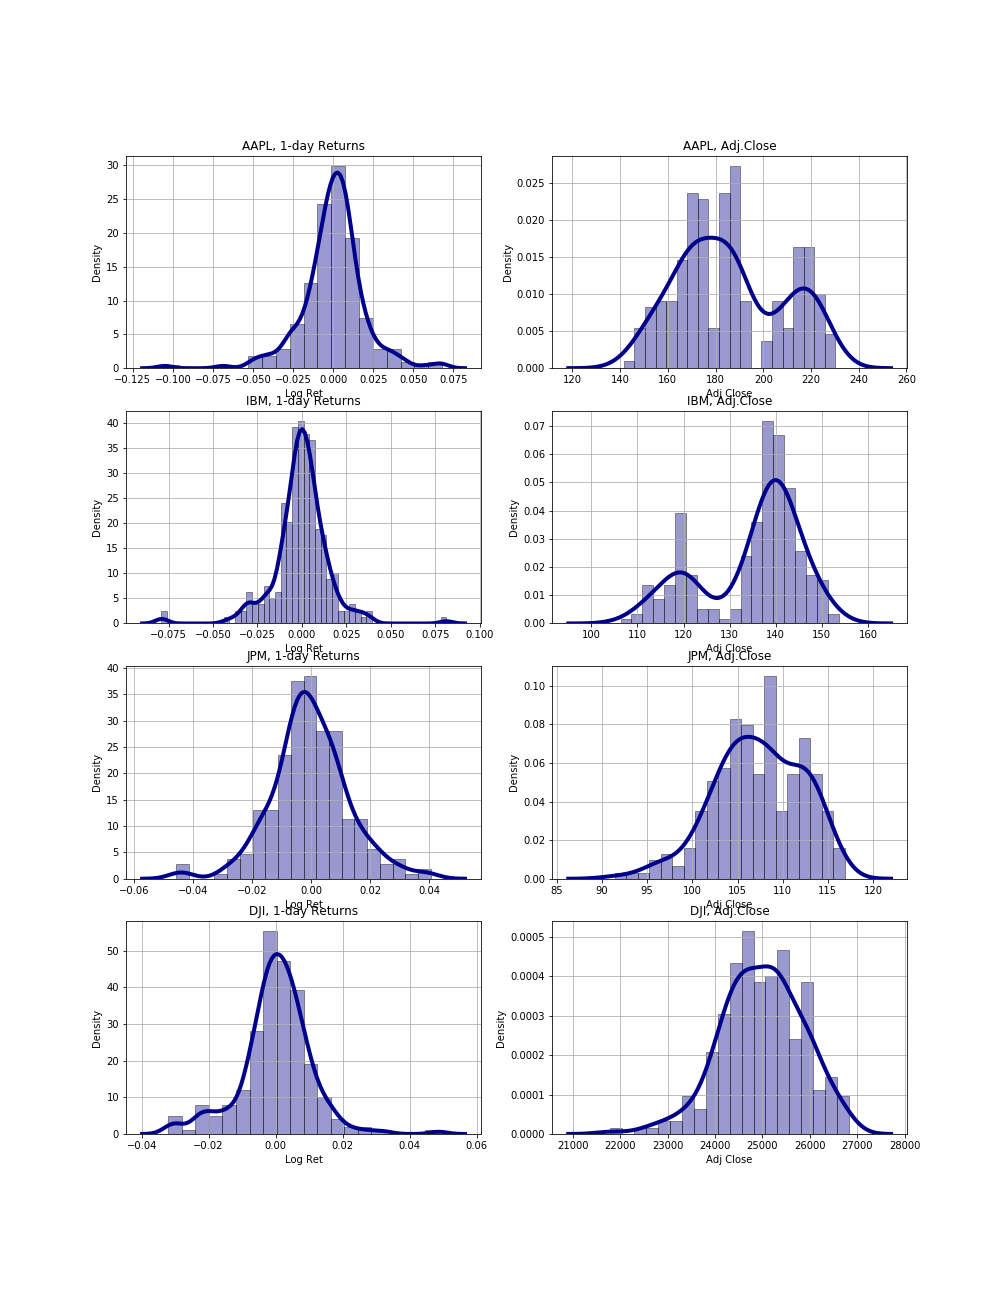 AAPL, 1-day Returns
Density
30
25
20
15
10
5
0
−0.125 −0.100 −0.075 −0.050 −0.025 0.000 0.025 0.050 0.075
Log Ret
AAPL, Adj.Close
Density
0.025
0.020
0.015
0.010
0.005
0.000
120 140 160 180 200 220 240 260
Adj Close
IBM, 1-day Returns
Density
40
35
30
25
20
15
10
5
0
−0.075 −0.050 −0.025 0.000 0.025 0.050 0.075 0.100
Log Ret
IBM, Adj.Close
Density
0.07
0.06
0.05
0.04
0.03
0.02
0.01
0.00
100 110 120 130 140 150 160
Adj Close
JPM, 1-day Returns
Density
40
35
30
25
20
15
10
5
0
−0.06 −0.04 −0.02 0.00 0.02 0.04
Log Ret
JPM, Adj.Close
Density
0.10
0.08
0.06
0.04
0.02
0.00
85 90 95 100 105 110 115 120
Adj Close
DJI, 1-day Returns
Density
50
40
30
20
10
0
−0.04 −0.02 0.00 0.02 0.04 0.06
Log Ret
DJI, Adj.Close
Density
0.0005
0.0004
0.0003
0.0002
0.0001
0.0000
21000 22000 23000 24000 25000 26000 27000 28000
Adj Close